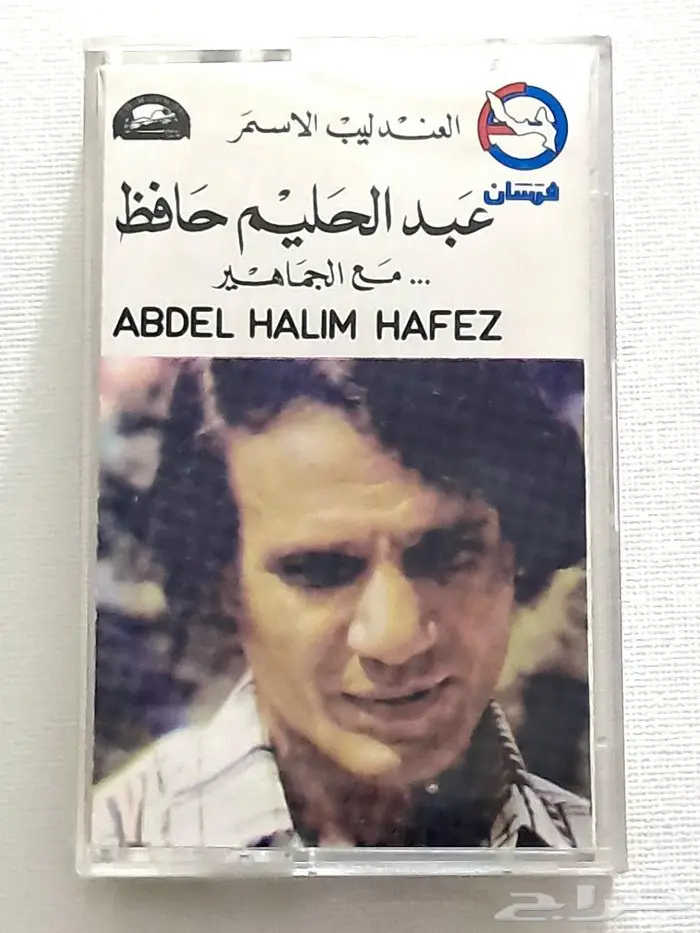 العندليب الاسمر
فرسان
عبد الحليم حافظ
... مع الجماهير
ABDEL HALIM HAFEZ
حراج